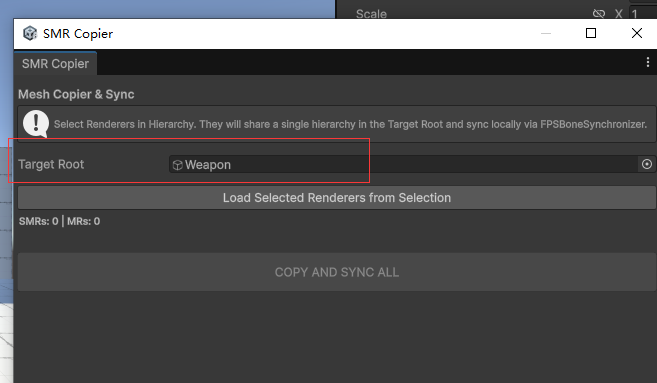 Scale
X 1
SMR Copier
SMR Copier
Mesh Copier & Sync
Select Renderers in Hierarchy. They will share a single hierarchy in the Target Root and sync locally via FPSBoneSynchronizer.
Target Root
Weapon
Load Selected Renderers from Selection
SMRs: 0 | MRs: 0
COPY AND SYNC ALL